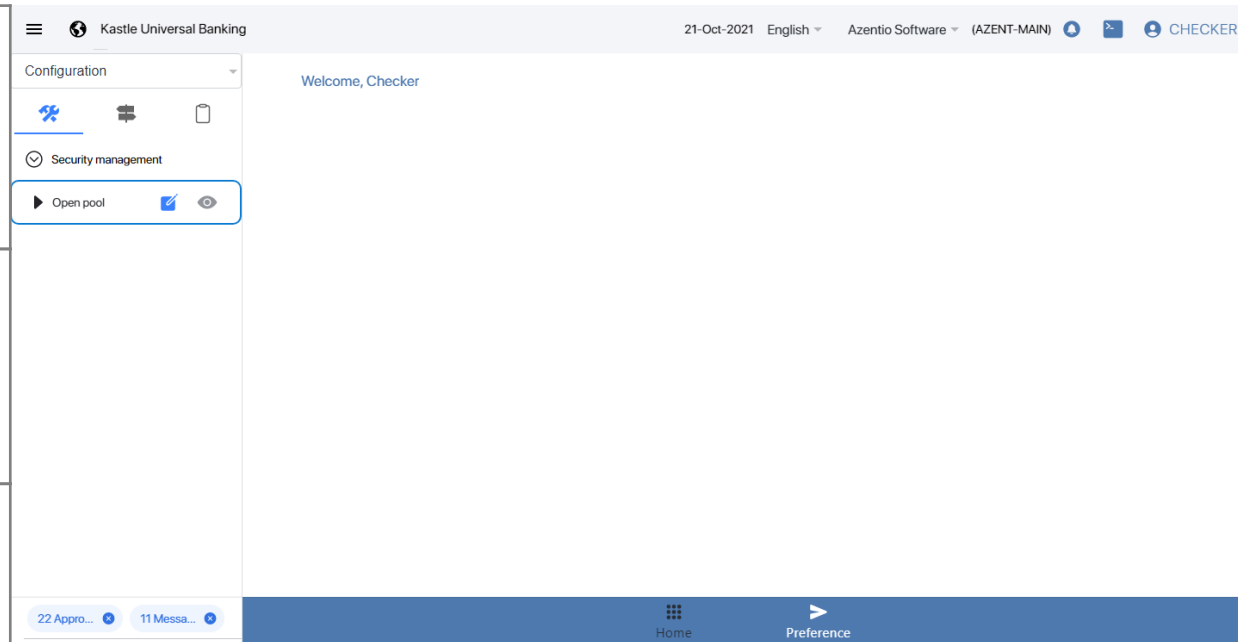 Kastle Universal Banking
21-Oct-2021 English Azentio Software (AZENT-MAIN) CHECKER
Configuration
Welcome, Checker
Security management
Open pool
22 Appro... 11 Messa...
Home Preference